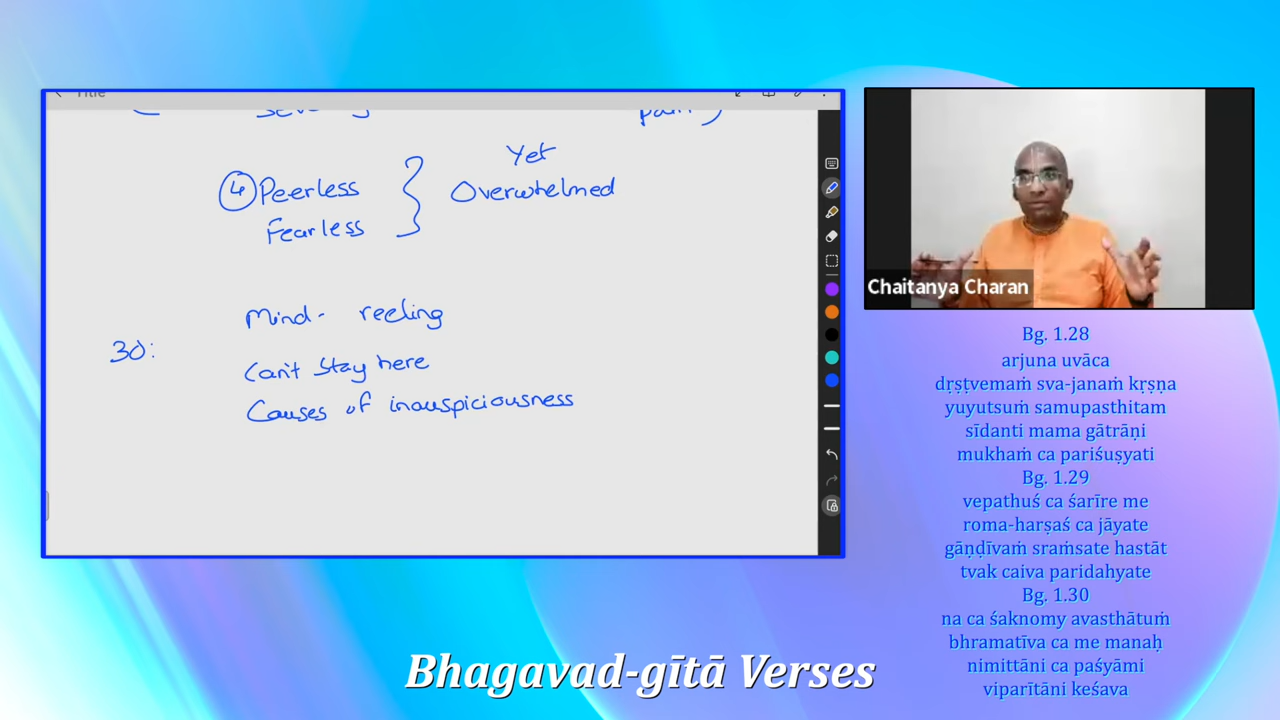 Title
severing
party
④ Peerless
Fearless
Yet
Overwhelmed
30:
Mind - reeling
Can't stay here
Causes of inauspiciousness
Chaitanya Charan
Bg. 1.28
arjuna uvāca
dṛṣṭvemaṁ sva-janaṁ kṛṣṇa
yuyutsuṁ samupasthitam
sīdanti mama gātrāṇi
mukhaṁ ca pariśuṣyati
Bg. 1.29
vepathuś ca śarīre me
roma-harṣaś ca jāyate
gāṇḍīvaṁ sraṁsate hastāt
tvak caiva paridahyate
Bg. 1.30
na ca śaknomy avasthātuṁ
bhramatīva ca me manaḥ
nimittāni ca paśyāmi
viparītāni keśava
Bhagavad-gītā Verses